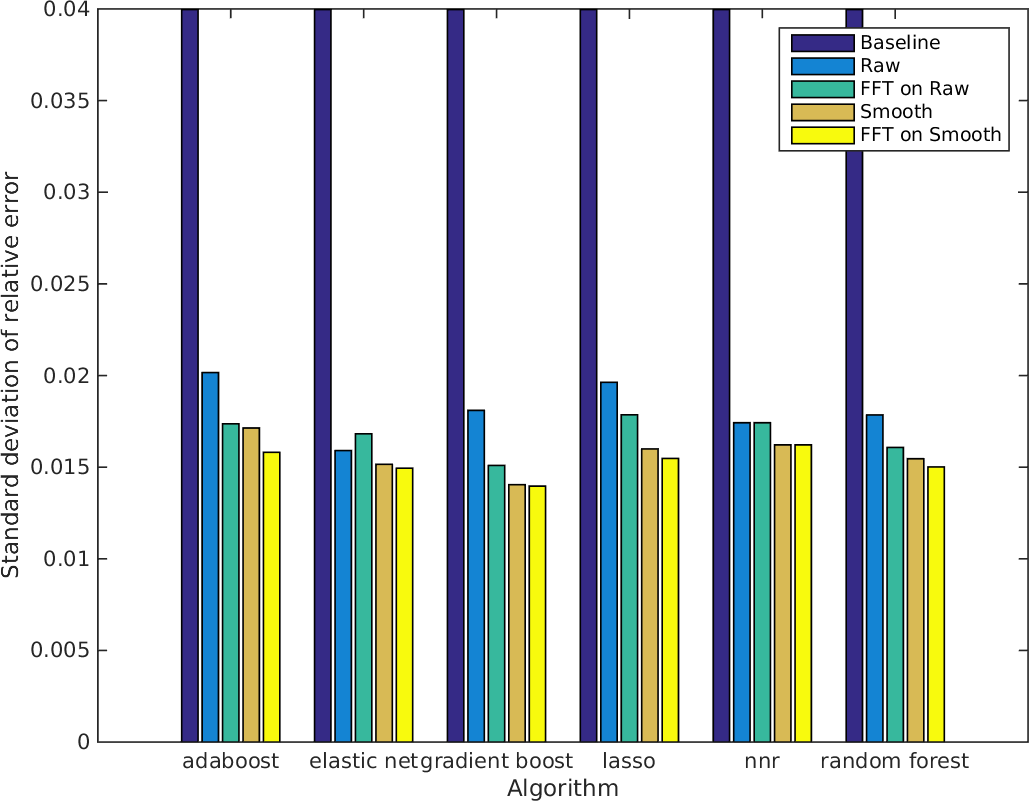 Standard deviation of relative error
0.04
0.035
0.03
0.025
0.02
0.015
0.01
0.005
0
Baseline
Raw
FFT on Raw
Smooth
FFT on Smooth
adaboost elastic net gradient boost lasso nnr random forest
Algorithm